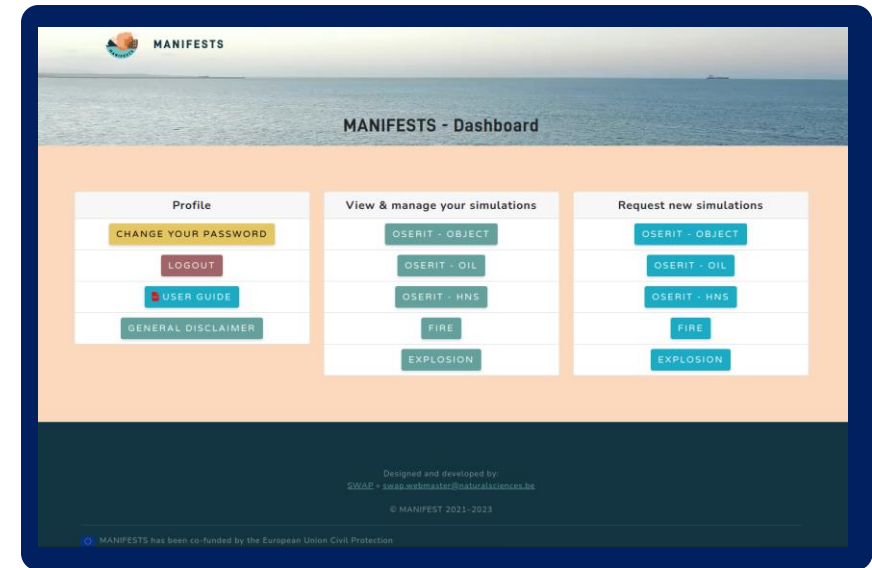 MANIFESTS
MANIFESTS - Dashboard
Profile
CHANGE YOUR PASSWORD
LOGOUT
USER GUIDE
GENERAL DISCLAIMER
View & manage your simulations
OSERIT - OBJECT
OSERIT - OIL
OSERIT - HNS
FIRE
EXPLOSION
Request new simulations
OSERIT - OBJECT
OSERIT - OIL
OSERIT - HNS
FIRE
EXPLOSION
Designed and developed by:
SWAP - swap.webmaster@naturalsciences.be
© MANIFEST 2021-2023
MANIFESTS has been co-funded by the European Union Civil Protection